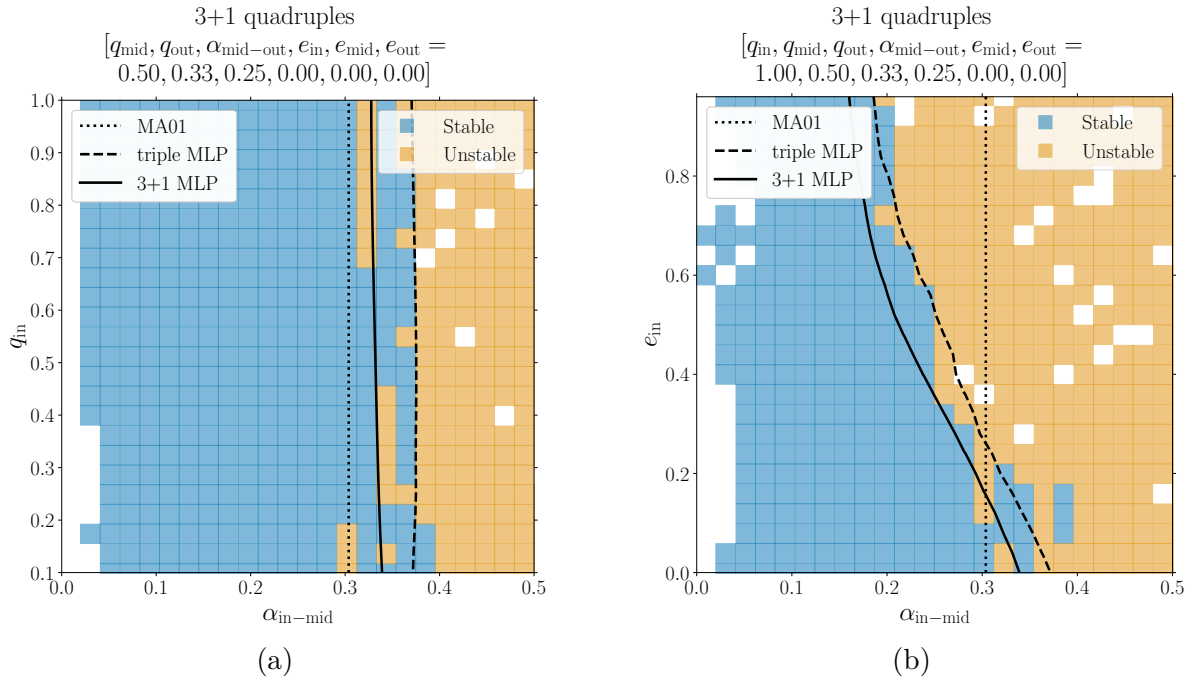 3+1 quadruples
[q_mid, q_out, α_mid−out, e_in, e_mid, e_out =
0.50, 0.33, 0.25, 0.00, 0.00, 0.00]
MA01
triple MLP
3+1 MLP
Stable
Unstable
1.0
0.9
0.8
0.7
0.6
0.5
0.4
0.3
0.2
0.1
q_in
0.0 0.1 0.2 0.3 0.4 0.5
α_in−mid
(a)
3+1 quadruples
[q_in, q_mid, q_out, α_mid−out, e_mid, e_out =
1.00, 0.50, 0.33, 0.25, 0.00, 0.00]
MA01
triple MLP
3+1 MLP
Stable
Unstable
0.8
0.6
0.4
0.2
0.0
e_in
0.0 0.1 0.2 0.3 0.4 0.5
α_in−mid
(b)